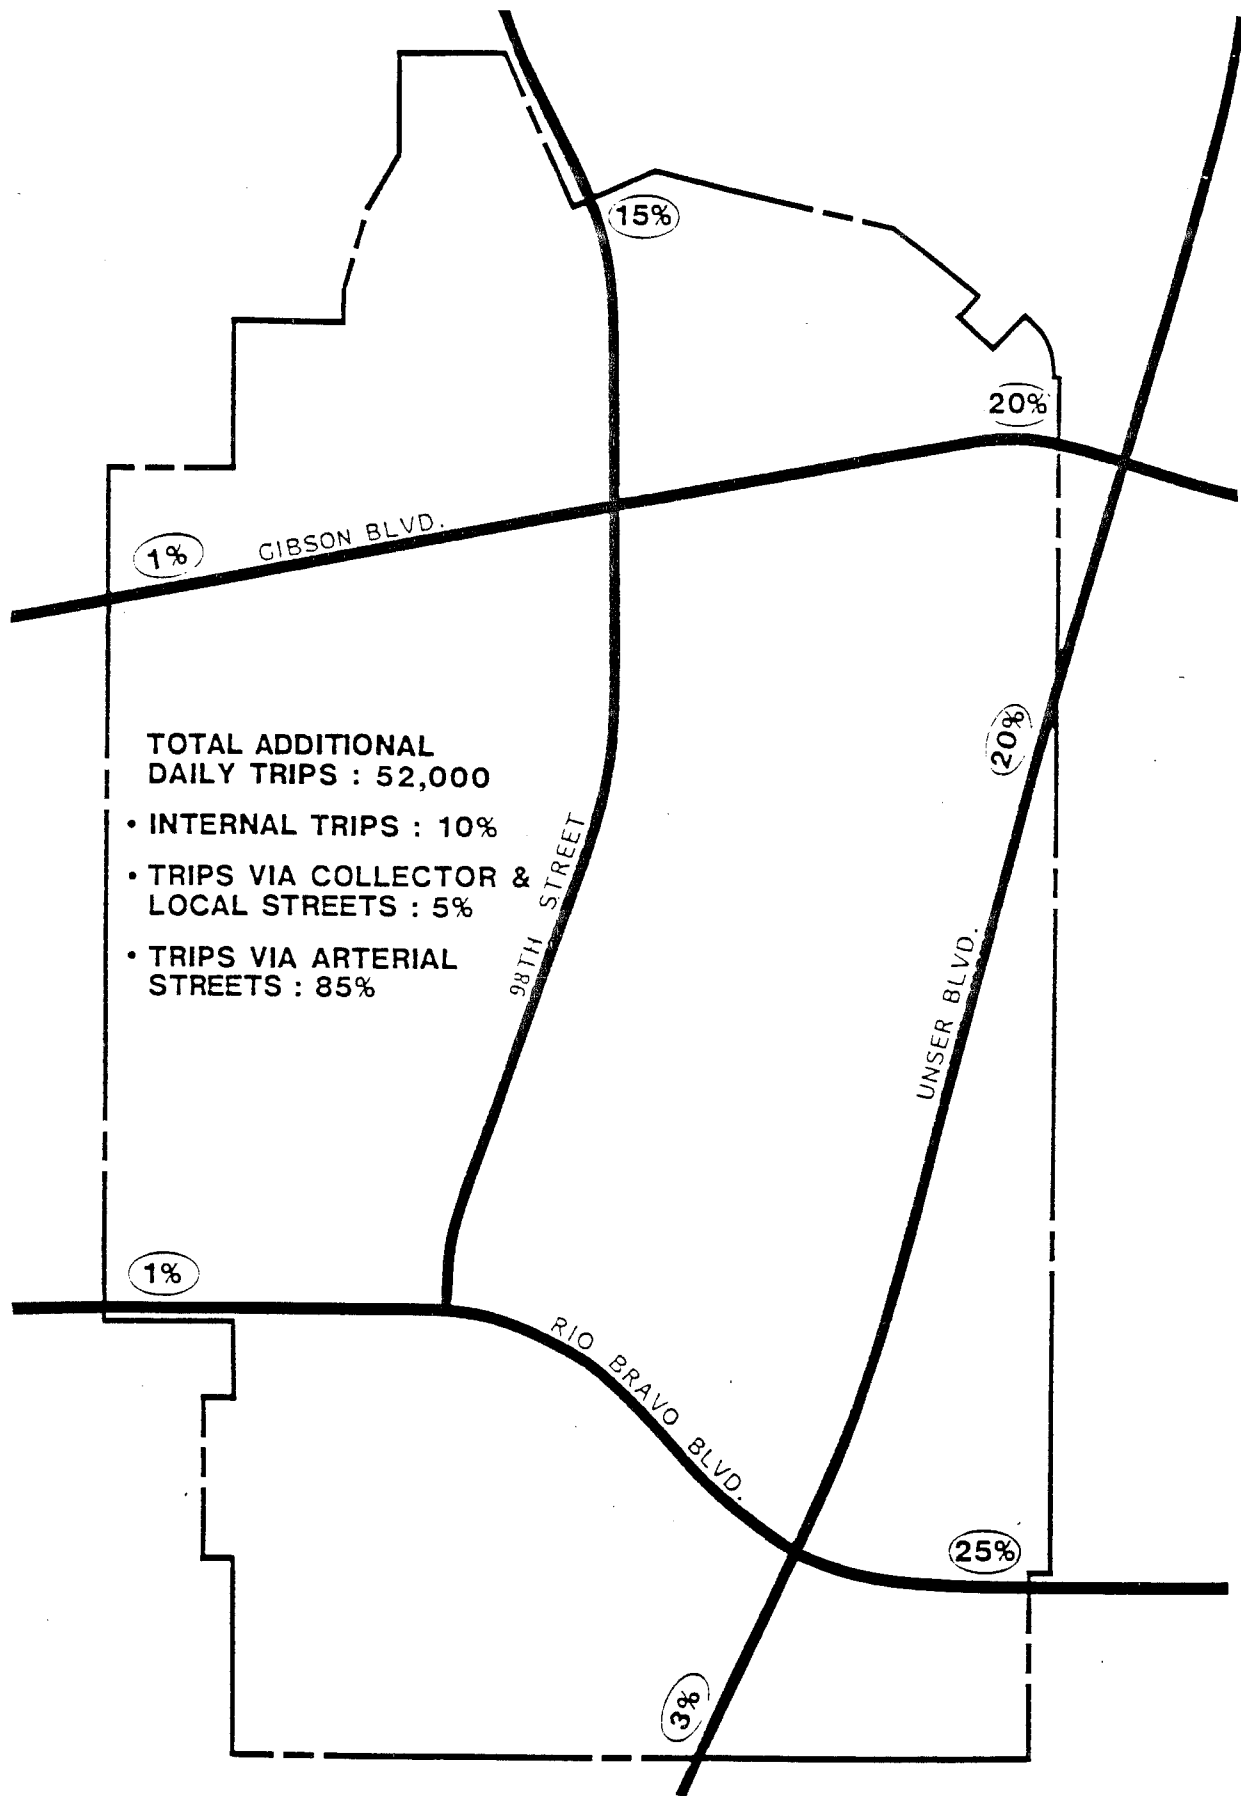 15%
20%
GIBSON BLVD.
1%
20%
TOTAL ADDITIONAL
DAILY TRIPS : 52,000
• INTERNAL TRIPS : 10%
• TRIPS VIA COLLECTOR &
LOCAL STREETS : 5%
• TRIPS VIA ARTERIAL
STREETS : 85%
98TH STREET
UNSER BLVD.
1%
RIO BRAVO BLVD.
25%
3%